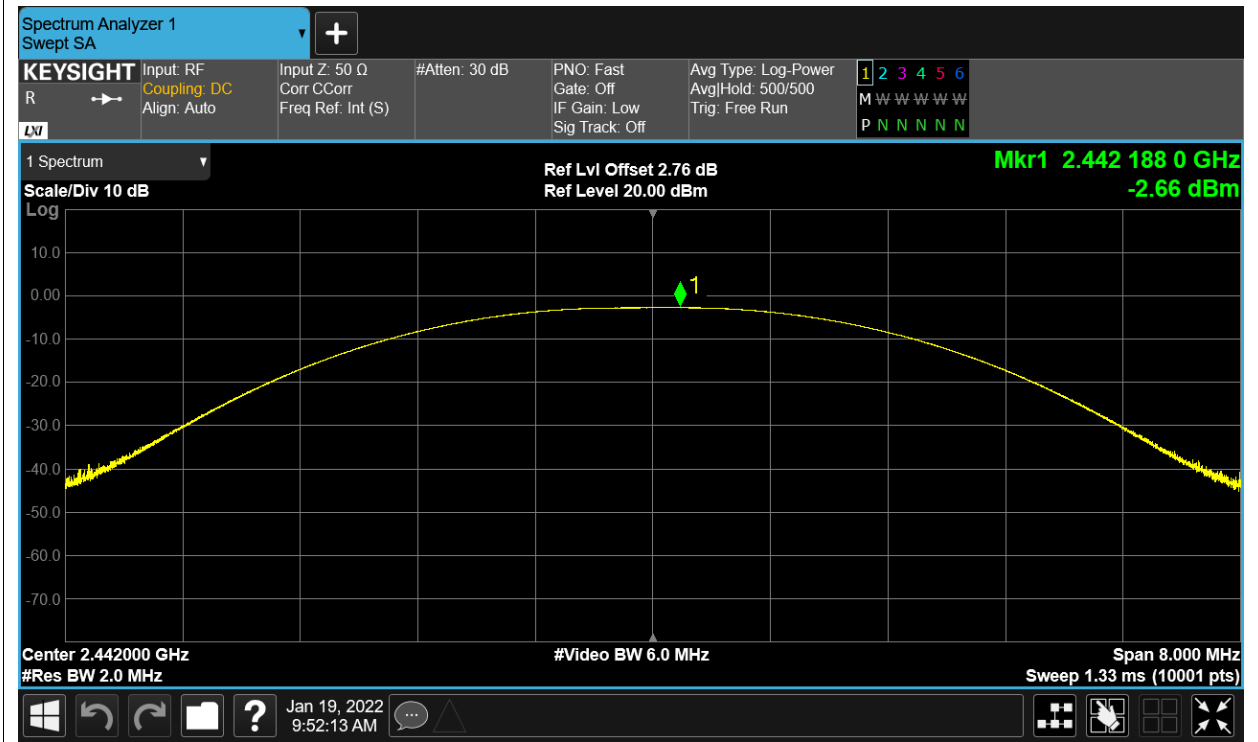 Spectrum Analyzer 1
Swept SA
+
KEYSIGHT
R
LXI
Input: RF
Coupling: DC
Align: Auto
Input Z: 50 Ω
Corr CCorr
Freq Ref: Int (S)
#Atten: 30 dB
PNO: Fast
Gate: Off
IF Gain: Low
Sig Track: Off
Avg Type: Log-Power
Avg|Hold: 500/500
Trig: Free Run
1 2 3 4 5 6
M W W W W W
P N N N N N
1 Spectrum
Scale/Div 10 dB
Log
Ref Lvl Offset 2.76 dB
Ref Level 20.00 dBm
Mkr1 2.442 188 0 GHz
-2.66 dBm
10.0
0.00
-10.0
-20.0
-30.0
-40.0
-50.0
-60.0
-70.0
1
Center 2.442000 GHz
#Res BW 2.0 MHz
#Video BW 6.0 MHz
Span 8.000 MHz
Sweep 1.33 ms (10001 pts)
?
Jan 19, 2022
9:52:13 AM